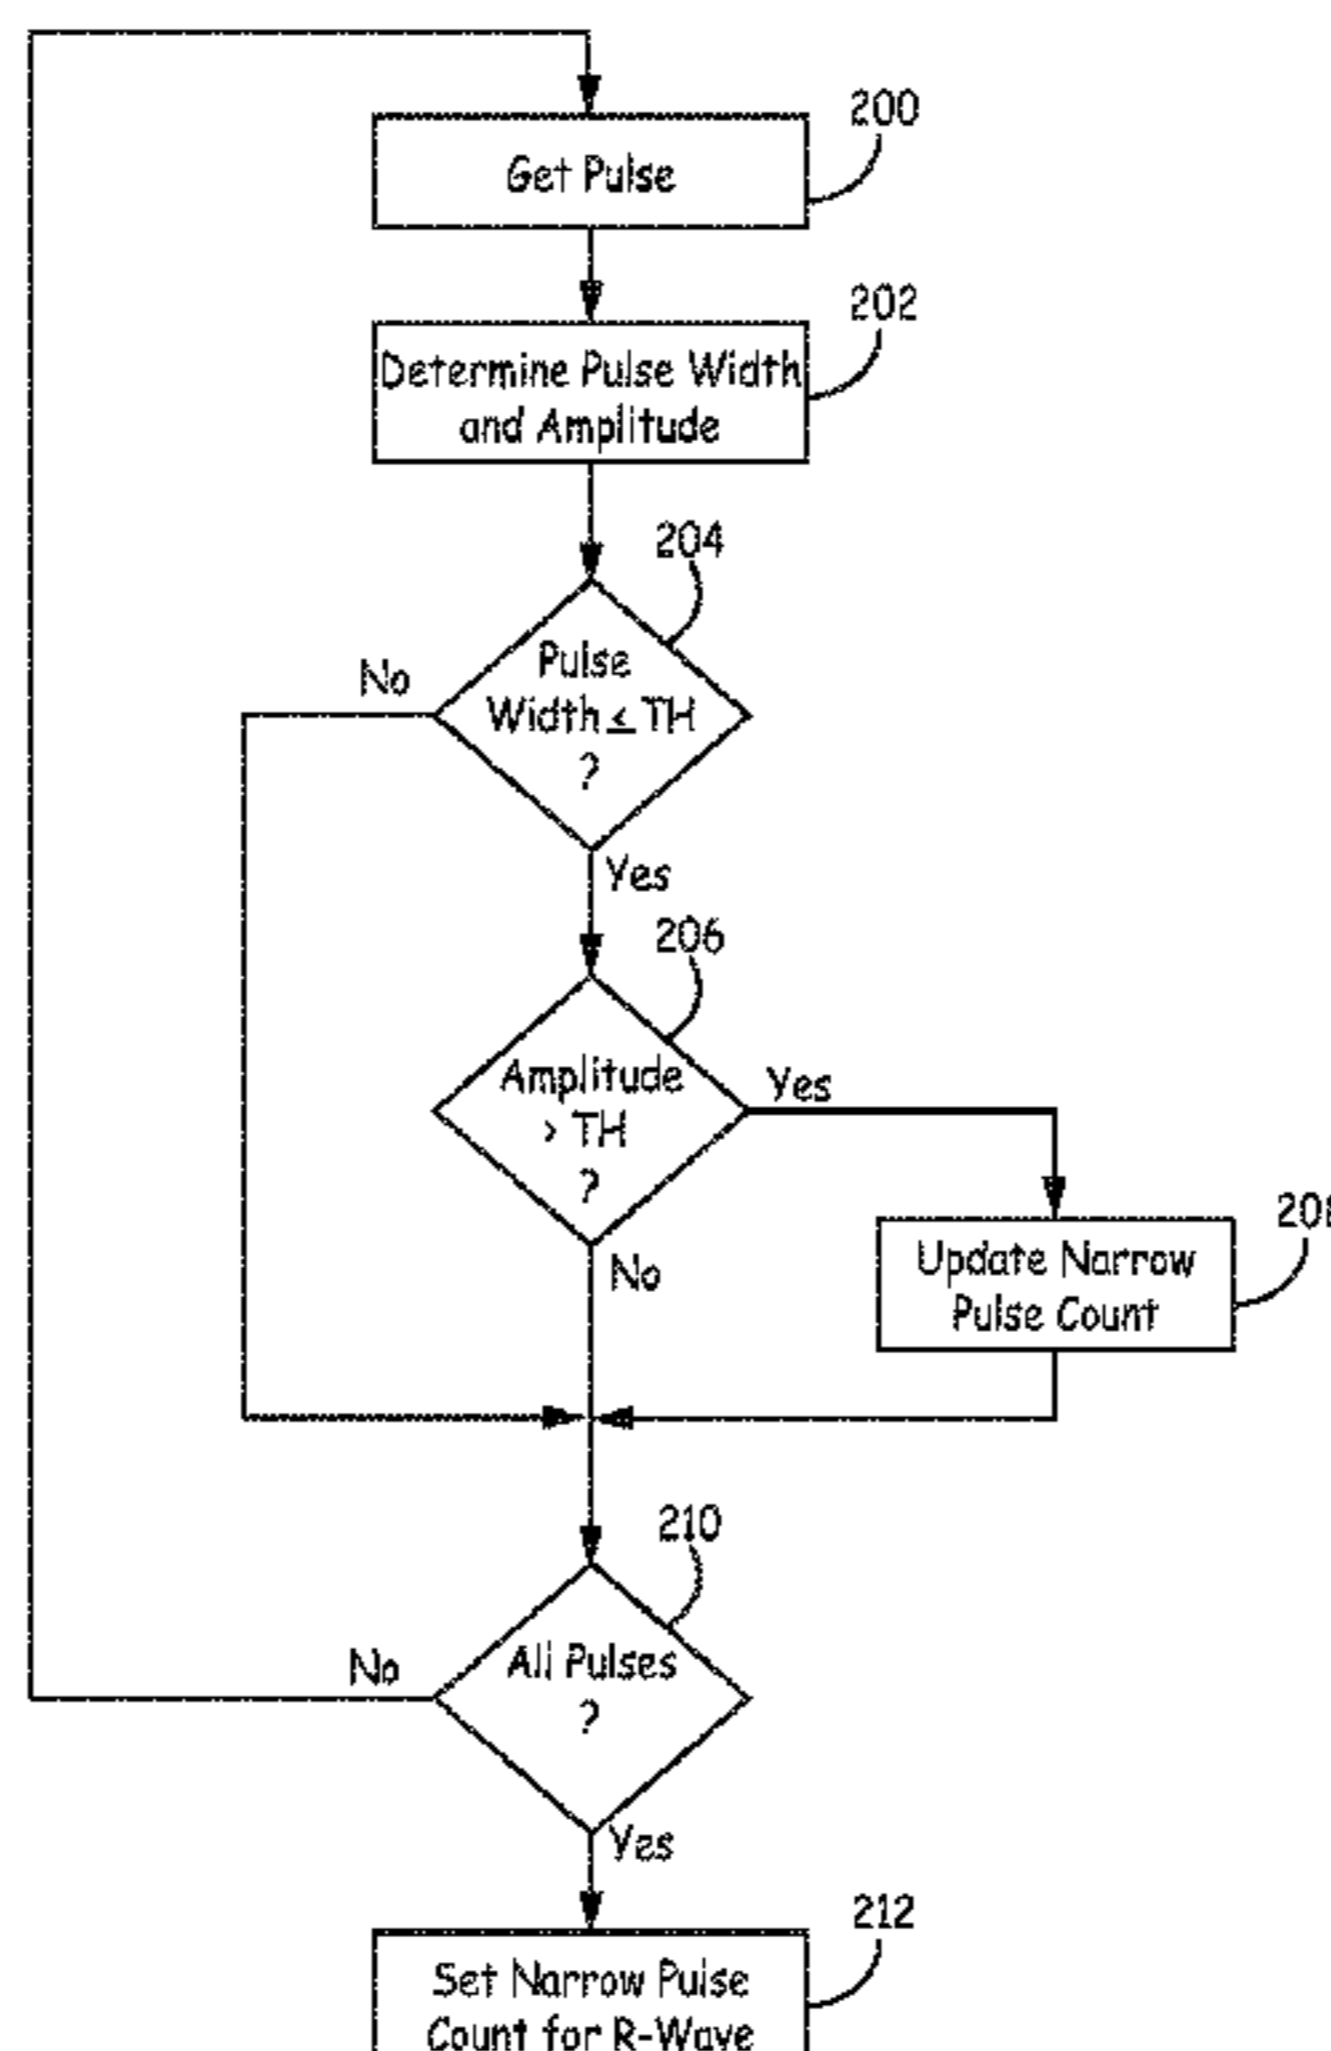 200
Get Pulse
202
Determine Pulse Width
and Amplitude
204
Pulse
Width ≤ TH
?
No
Yes
206
Amplitude
> TH
?
Yes
No
Update Narrow
Pulse Count
210
All Pulses
?
No
Yes
212
Set Narrow Pulse
Count for R-Wave